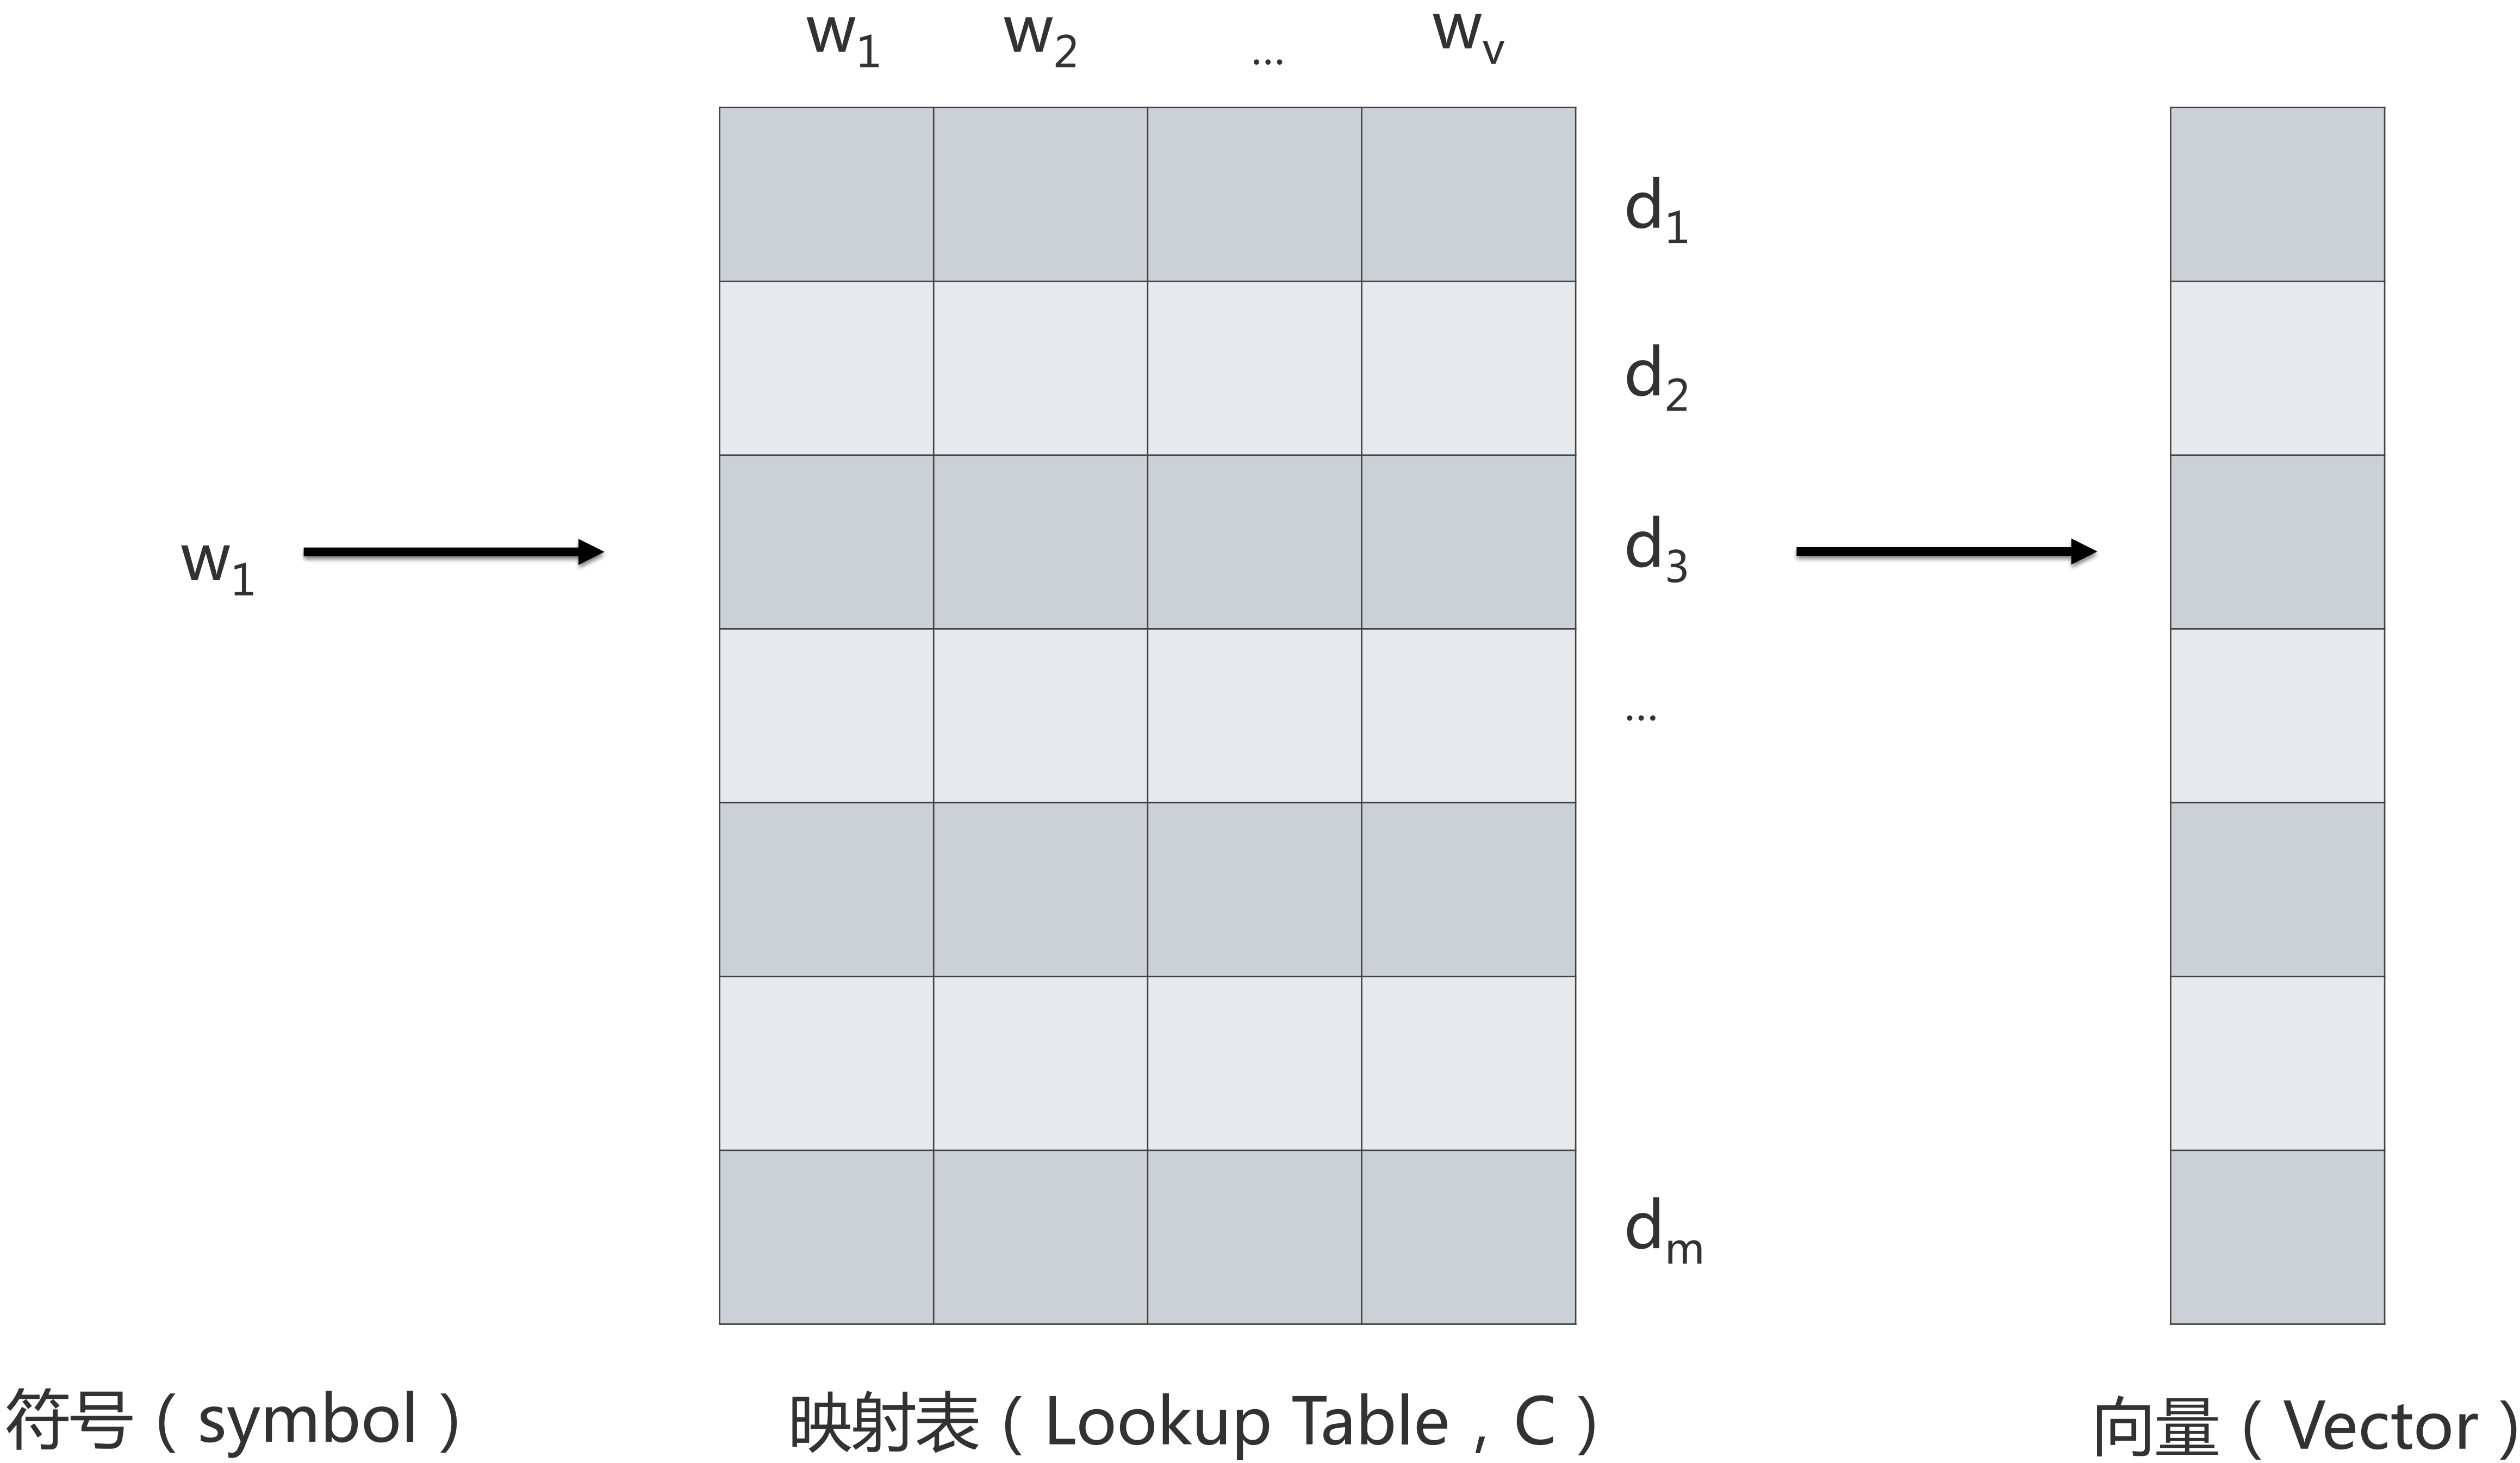 w1 w2 ... wv
d1
d2
w1 d3
...
dm
符号（symbol） 映射表（Lookup Table，C） 向量（Vector）